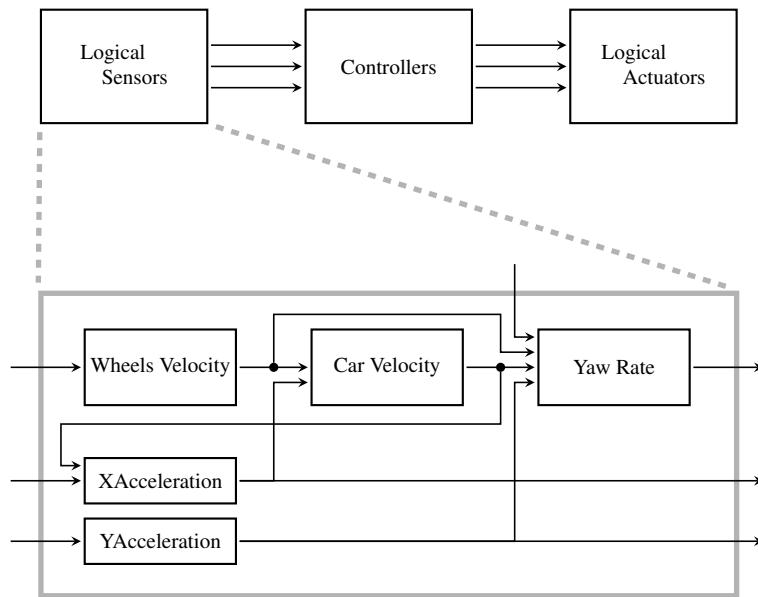 Logical
Sensors
Controllers
Logical
Actuators
Wheels Velocity
Car Velocity
Yaw Rate
XAcceleration
YAcceleration